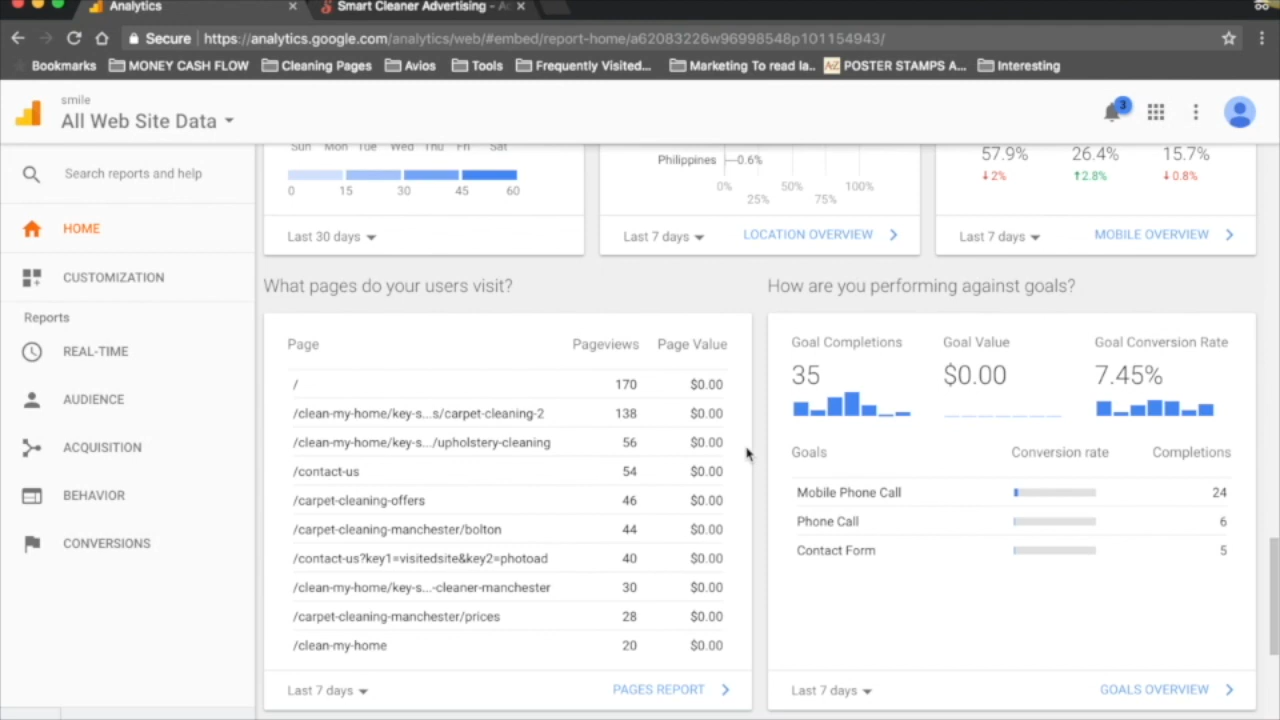 Analytics
Smart Cleaner Advertising - A
Secure https://analytics.google.com/analytics/web/#embed/report-home/a62083226w96998548p101154943/
Bookmarks MONEY CASH FLOW Cleaning Pages Avios Tools Frequently Visited... Marketing To read la.. POSTER STAMPS A... Interesting
smile
All Web Site Data
3
Search reports and help
HOME
CUSTOMIZATION
Reports
REAL-TIME
AUDIENCE
ACQUISITION
BEHAVIOR
CONVERSIONS
Sun Mon Tue Wed Thu Fri Sat
0 15 30 45 60
Last 30 days
Philippines 0.6%
0% 50% 100%
25% 75%
Last 7 days LOCATION OVERVIEW
57.9% 26.4% 15.7%
2% 2.8% 0.8%
Last 7 days MOBILE OVERVIEW
What pages do your users visit?
Page Pageviews Page Value
/ 170 $0.00
/clean-my-home/key-s...s/carpet-cleaning-2 138 $0.00
/clean-my-home/key-s.../upholstery-cleaning 56 $0.00
/contact-us 54 $0.00
/carpet-cleaning-offers 46 $0.00
/carpet-cleaning-manchester/bolton 44 $0.00
/contact-us?key1=visitedsite&key2=photoad 40 $0.00
/clean-my-home/key-s...-cleaner-manchester 30 $0.00
/carpet-cleaning-manchester/prices 28 $0.00
/clean-my-home 20 $0.00
Last 7 days PAGES REPORT
How are you performing against goals?
Goal Completions Goal Value Goal Conversion Rate
35 $0.00 7.45%
Goals Conversion rate Completions
Mobile Phone Call 24
Phone Call 6
Contact Form 5
Last 7 days GOALS OVERVIEW